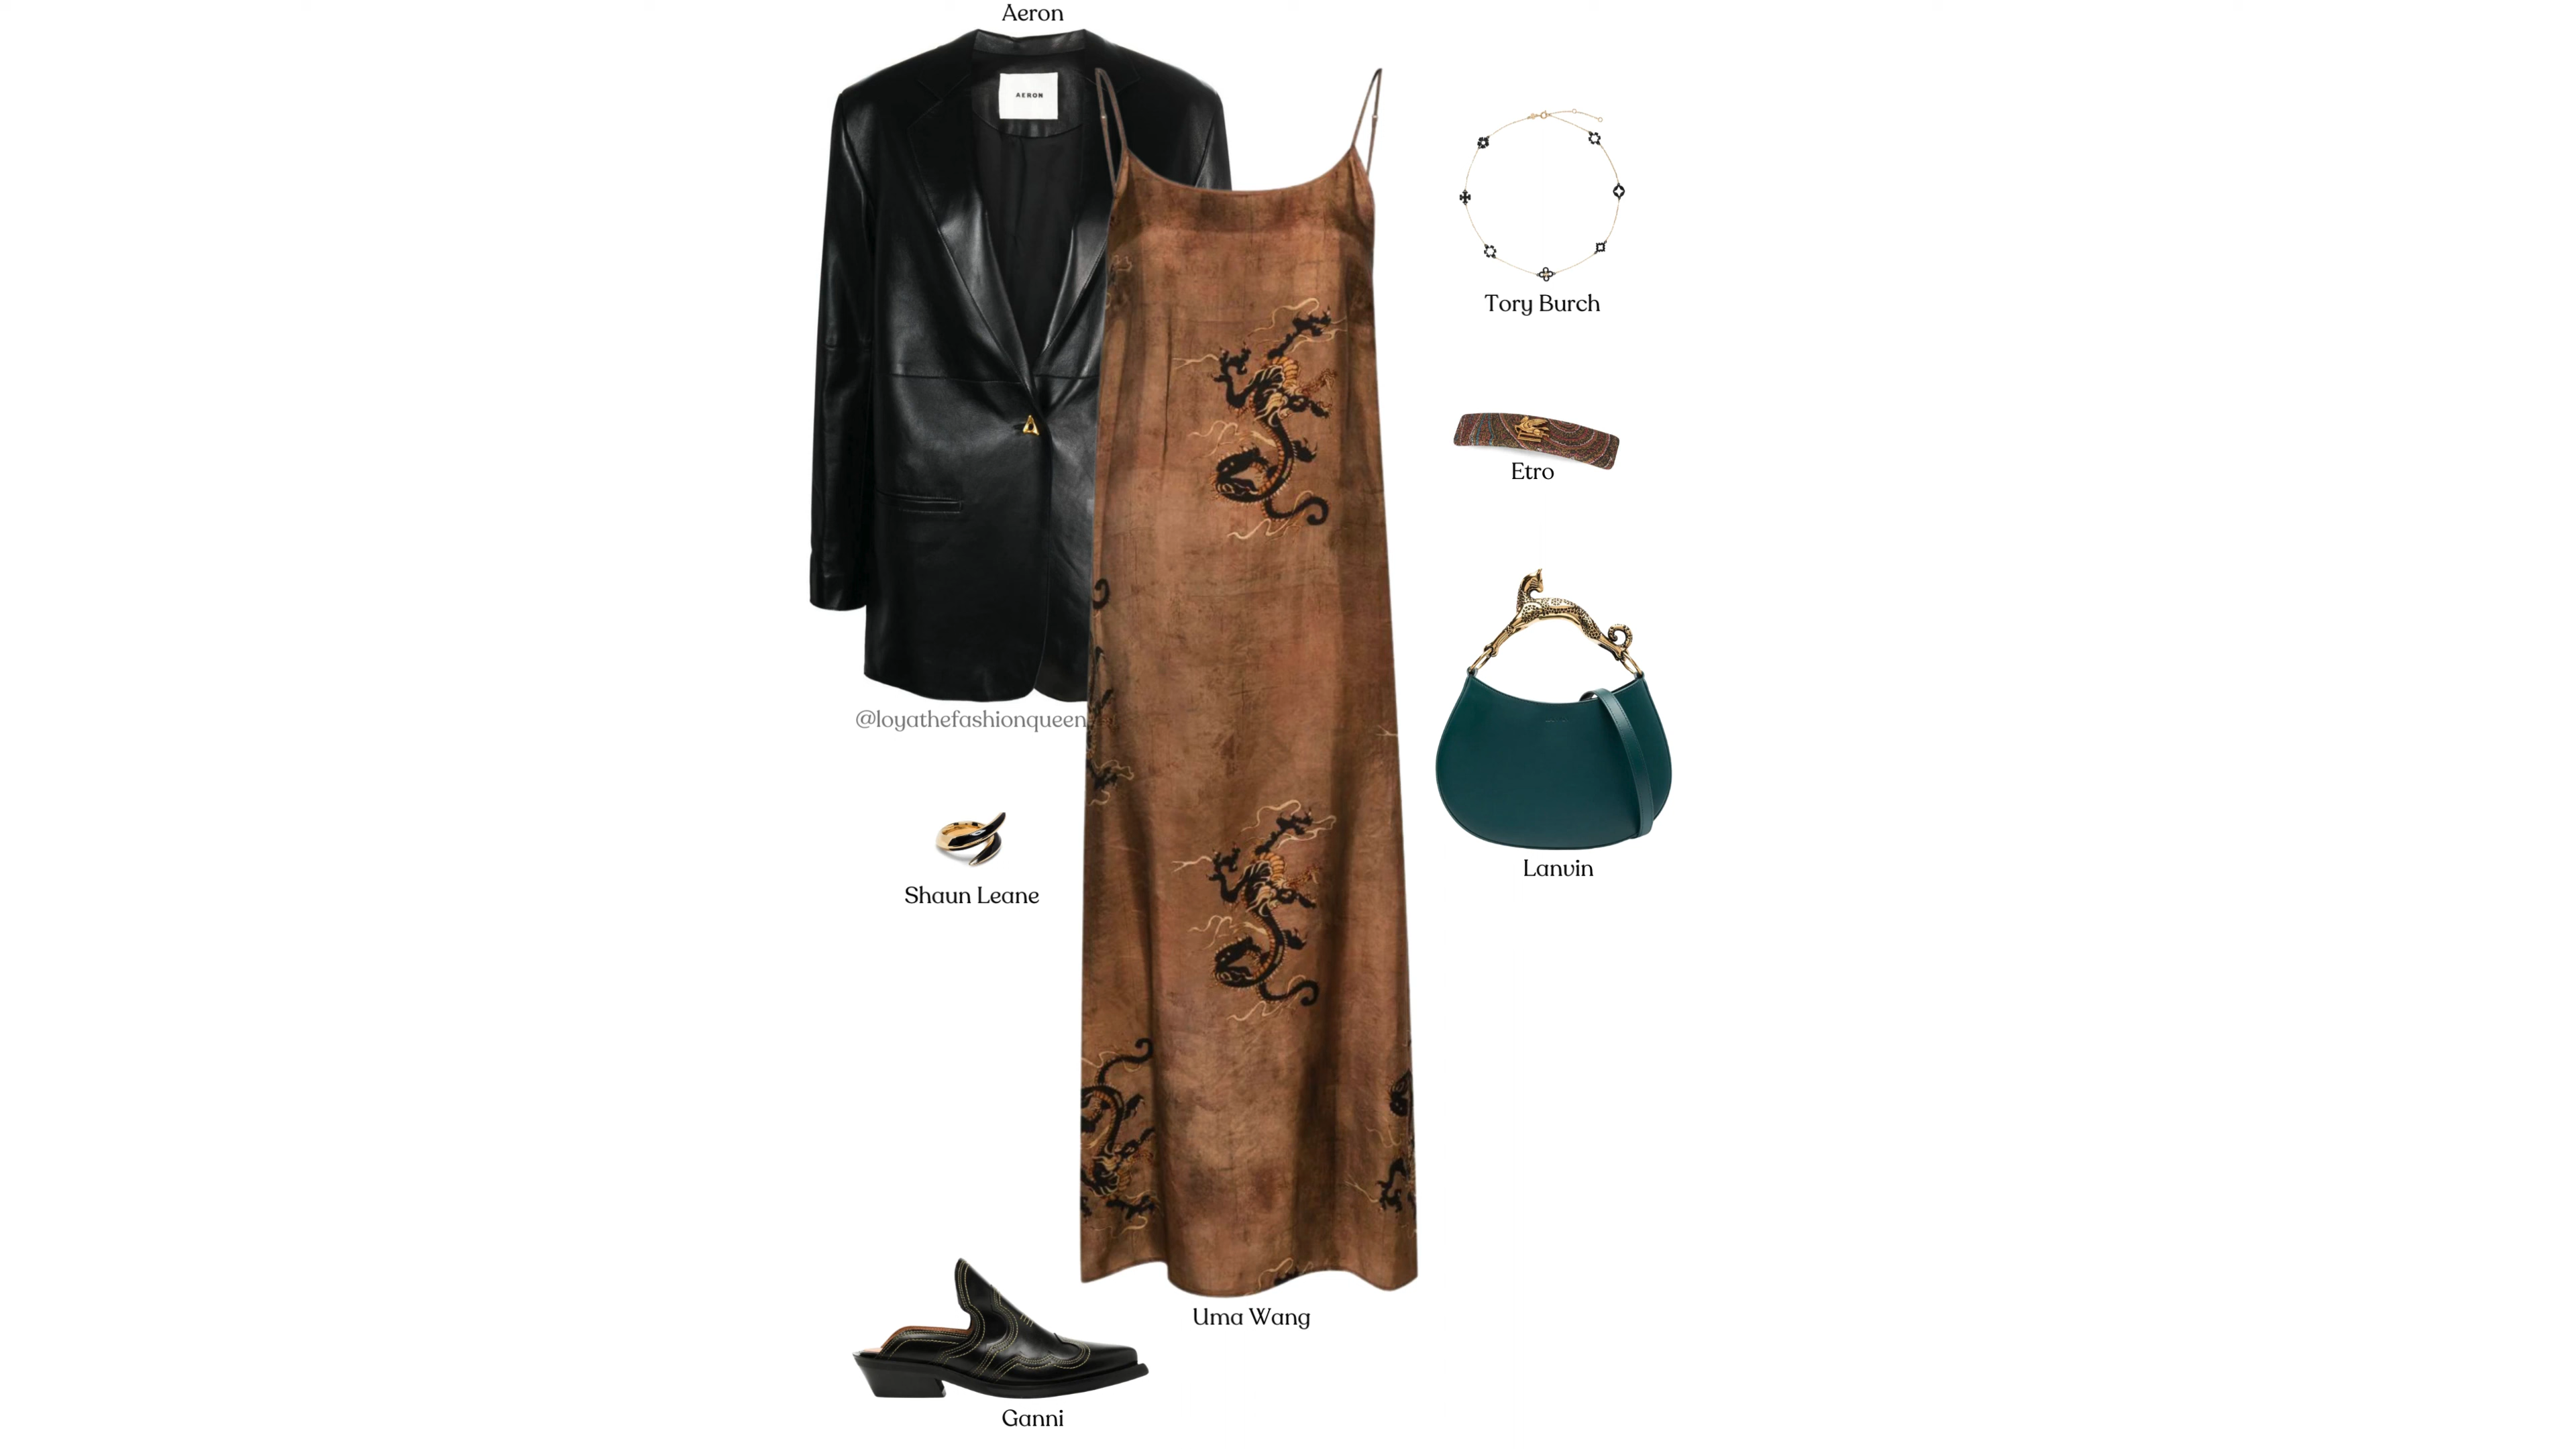 Aeron
AERON
Tory Burch
Etro
@loyathefashionqueen
Lanvin
Shaun Leane
Uma Wang
Ganni